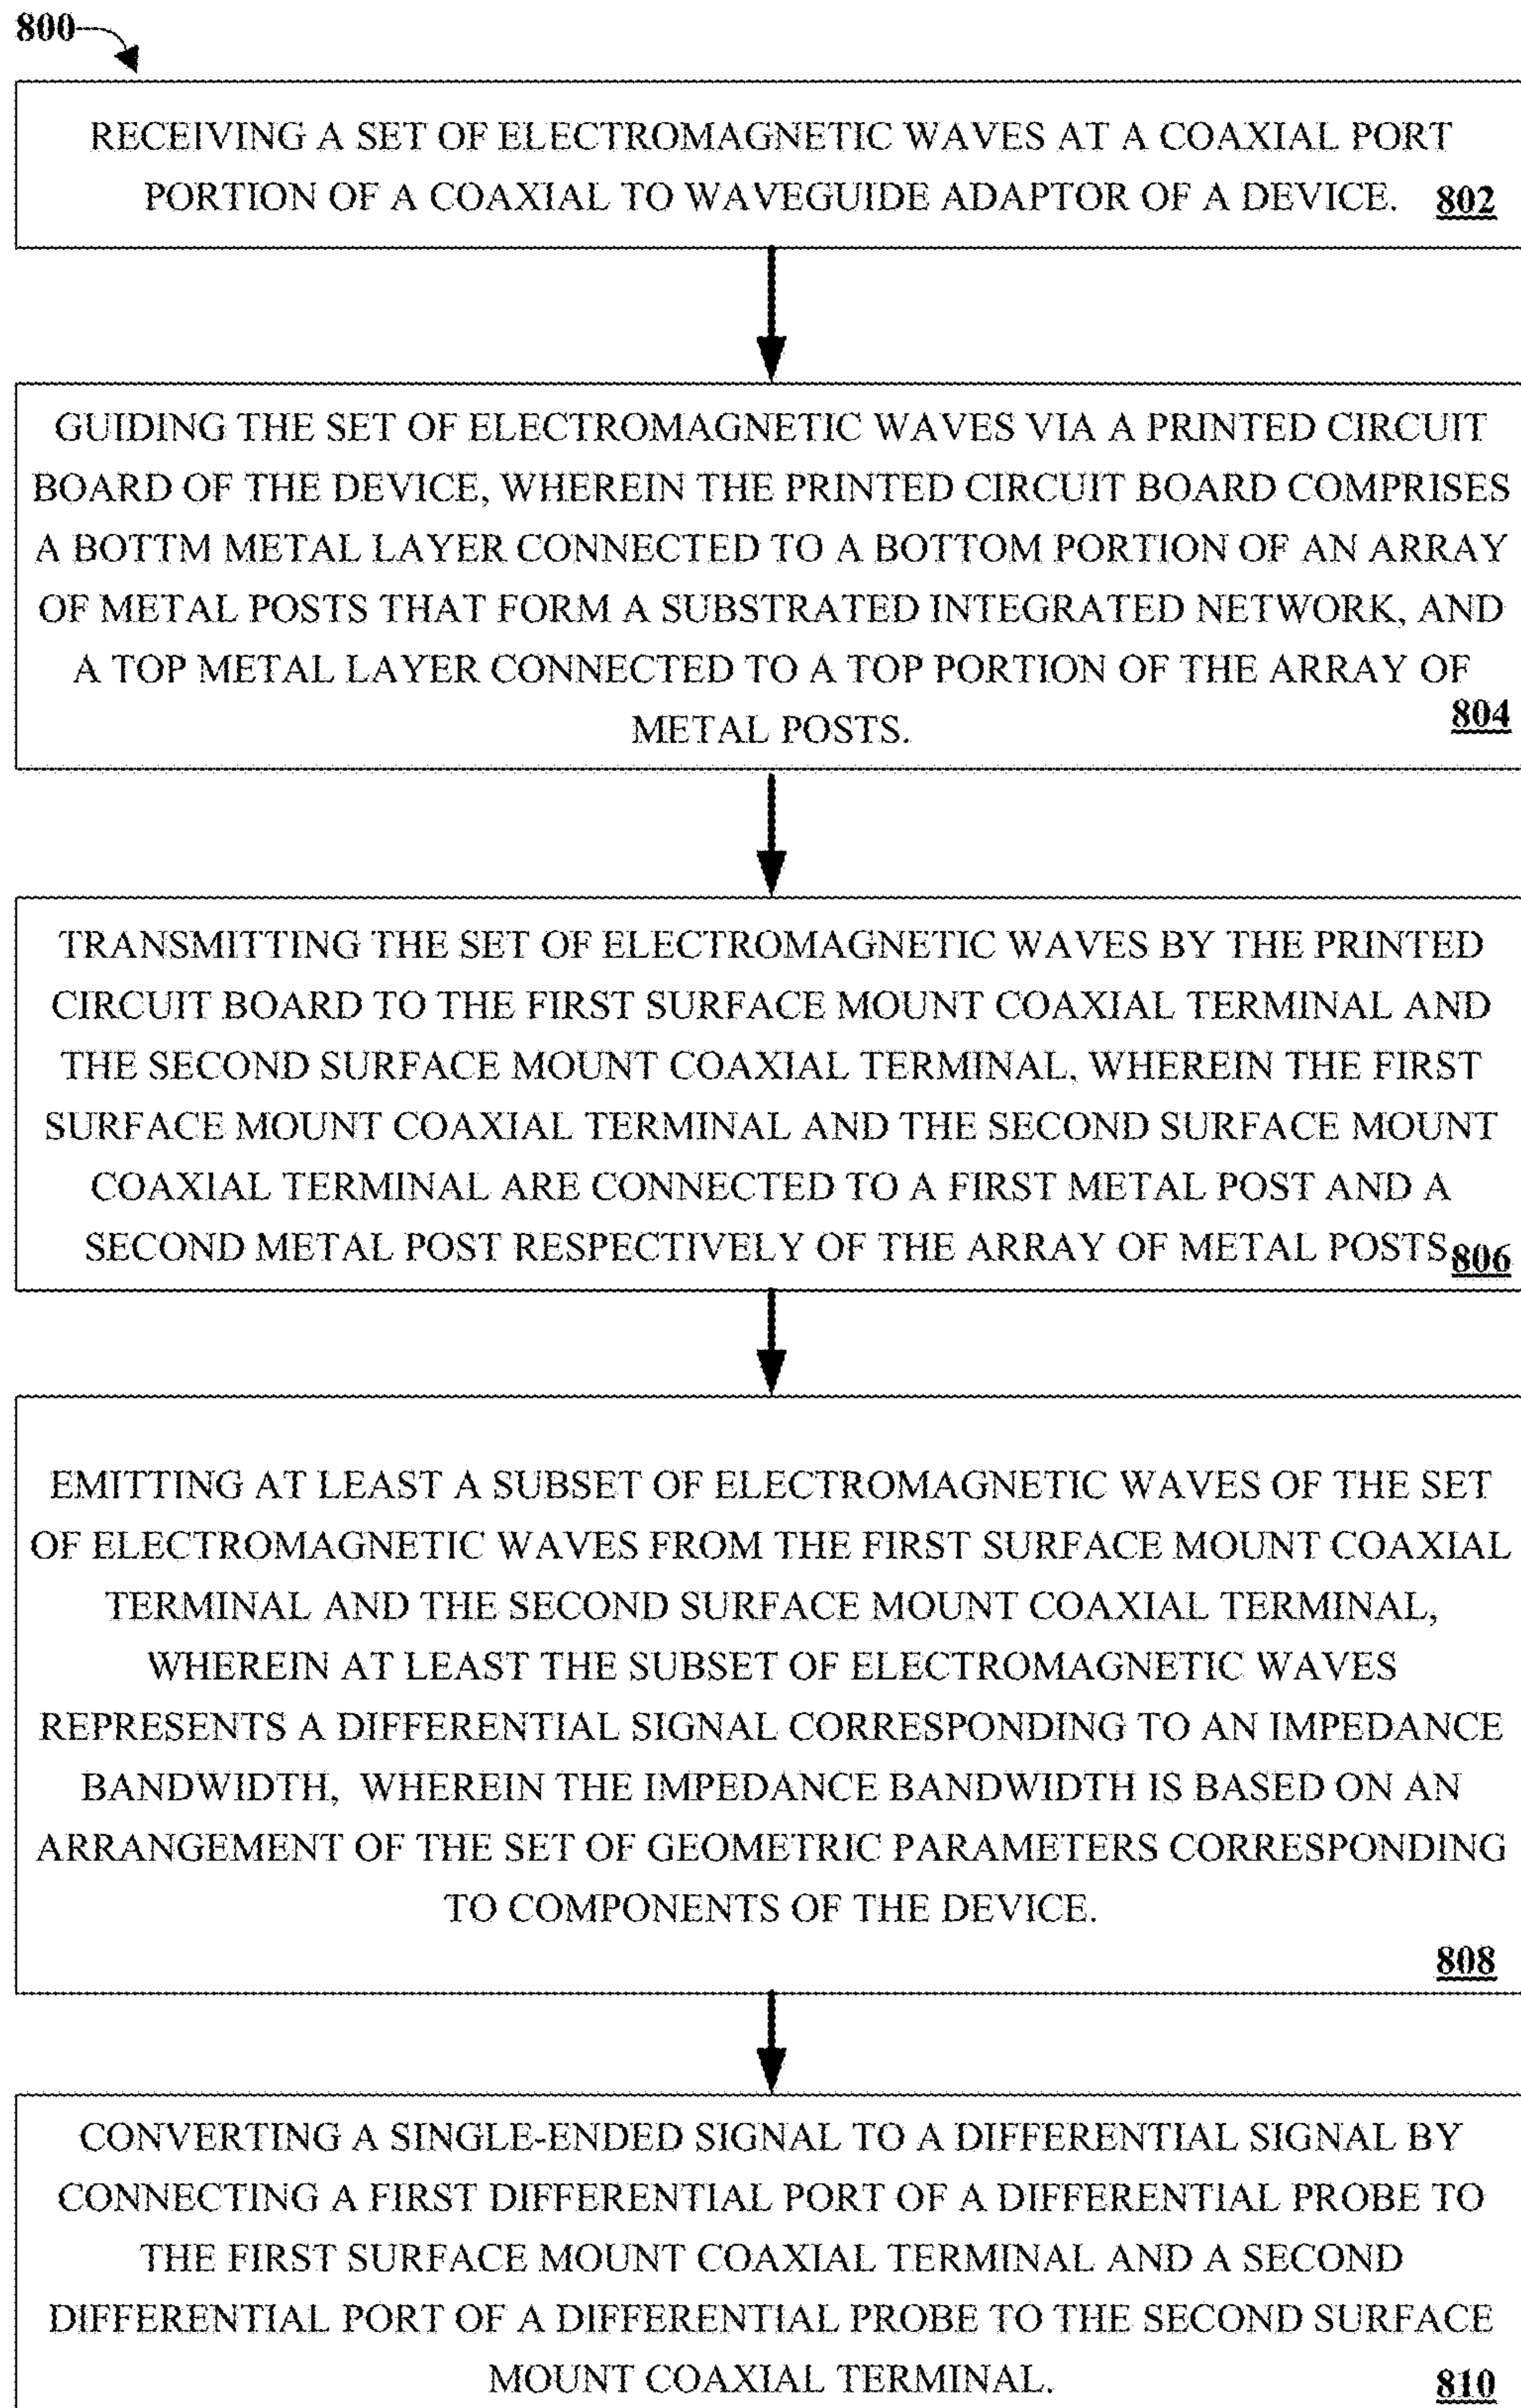 800
RECEIVING A SET OF ELECTROMAGNETIC WAVES AT A COAXIAL PORT
PORTION OF A COAXIAL TO WAVEGUIDE ADAPTOR OF A DEVICE. 802
GUIDING THE SET OF ELECTROMAGNETIC WAVES VIA A PRINTED CIRCUIT
BOARD OF THE DEVICE, WHEREIN THE PRINTED CIRCUIT BOARD COMPRISES
A BOTTM METAL LAYER CONNECTED TO A BOTTOM PORTION OF AN ARRAY
OF METAL POSTS THAT FORM A SUBSTRATED INTEGRATED NETWORK, AND
A TOP METAL LAYER CONNECTED TO A TOP PORTION OF THE ARRAY OF
METAL POSTS.
804
TRANSMITTING THE SET OF ELECTROMAGNETIC WAVES BY THE PRINTED
CIRCUIT BOARD TO THE FIRST SURFACE MOUNT COAXIAL TERMINAL AND
THE SECOND SURFACE MOUNT COAXIAL TERMINAL, WHEREIN THE FIRST
SURFACE MOUNT COAXIAL TERMINAL AND THE SECOND SURFACE MOUNT
COAXIAL TERMINAL ARE CONNECTED TO A FIRST METAL POST AND A
SECOND METAL POST RESPECTIVELY OF THE ARRAY OF METAL POSTS
806
EMITTING AT LEAST A SUBSET OF ELECTROMAGNETIC WAVES OF THE SET
OF ELECTROMAGNETIC WAVES FROM THE FIRST SURFACE MOUNT COAXIAL
TERMINAL AND THE SECOND SURFACE MOUNT COAXIAL TERMINAL,
WHEREIN AT LEAST THE SUBSET OF ELECTROMAGNETIC WAVES
REPRESENTS A DIFFERENTIAL SIGNAL CORRESPONDING TO AN IMPEDANCE
BANDWIDTH, WHEREIN THE IMPEDANCE BANDWIDTH IS BASED ON AN
ARRANGEMENT OF THE SET OF GEOMETRIC PARAMETERS CORRESPONDING
TO COMPONENTS OF THE DEVICE.
808
CONVERTING A SINGLE-ENDED SIGNAL TO A DIFFERENTIAL SIGNAL BY
CONNECTING A FIRST DIFFERENTIAL PORT OF A DIFFERENTIAL PROBE TO
THE FIRST SURFACE MOUNT COAXIAL TERMINAL AND A SECOND
DIFFERENTIAL PORT OF A DIFFERENTIAL PROBE TO THE SECOND SURFACE
MOUNT COAXIAL TERMINAL. 810